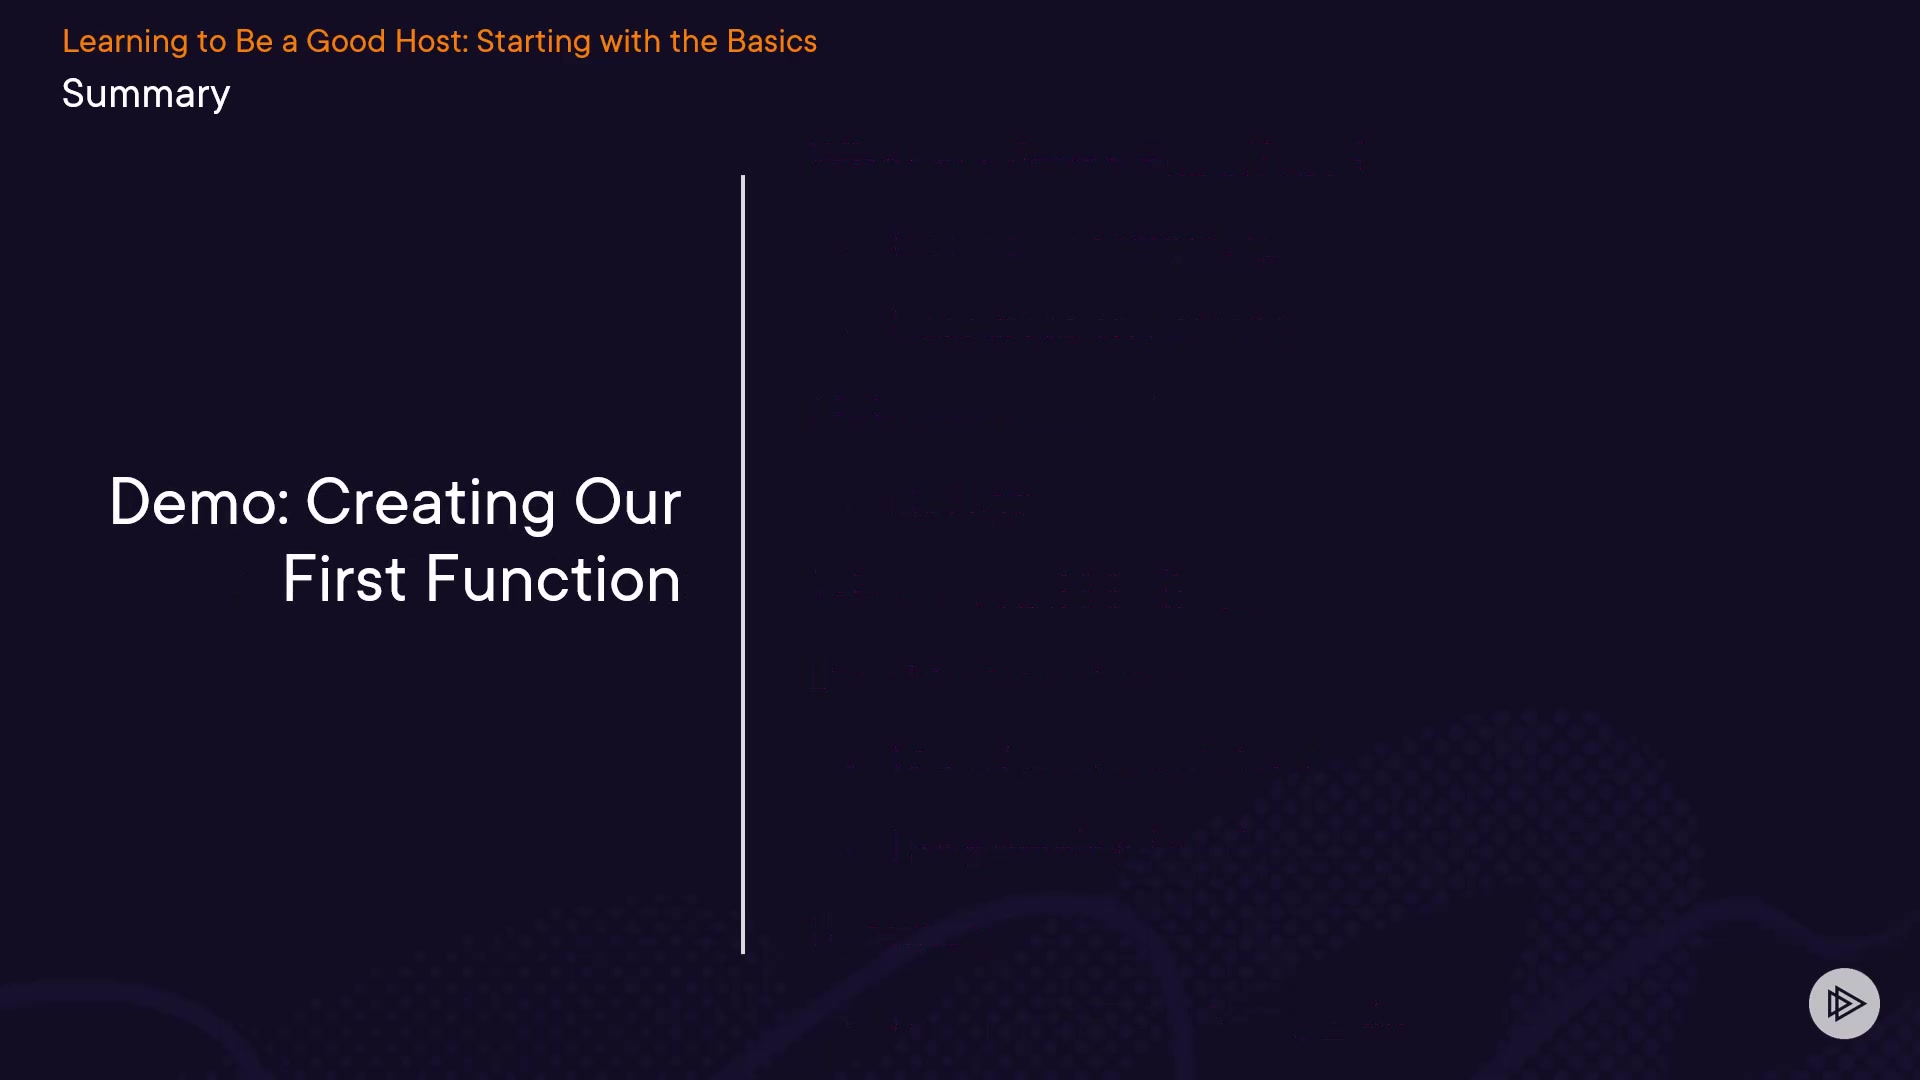 Learning to Be a Good Host: Starting with the Basics
Summary
Demo: Creating Our
First Function